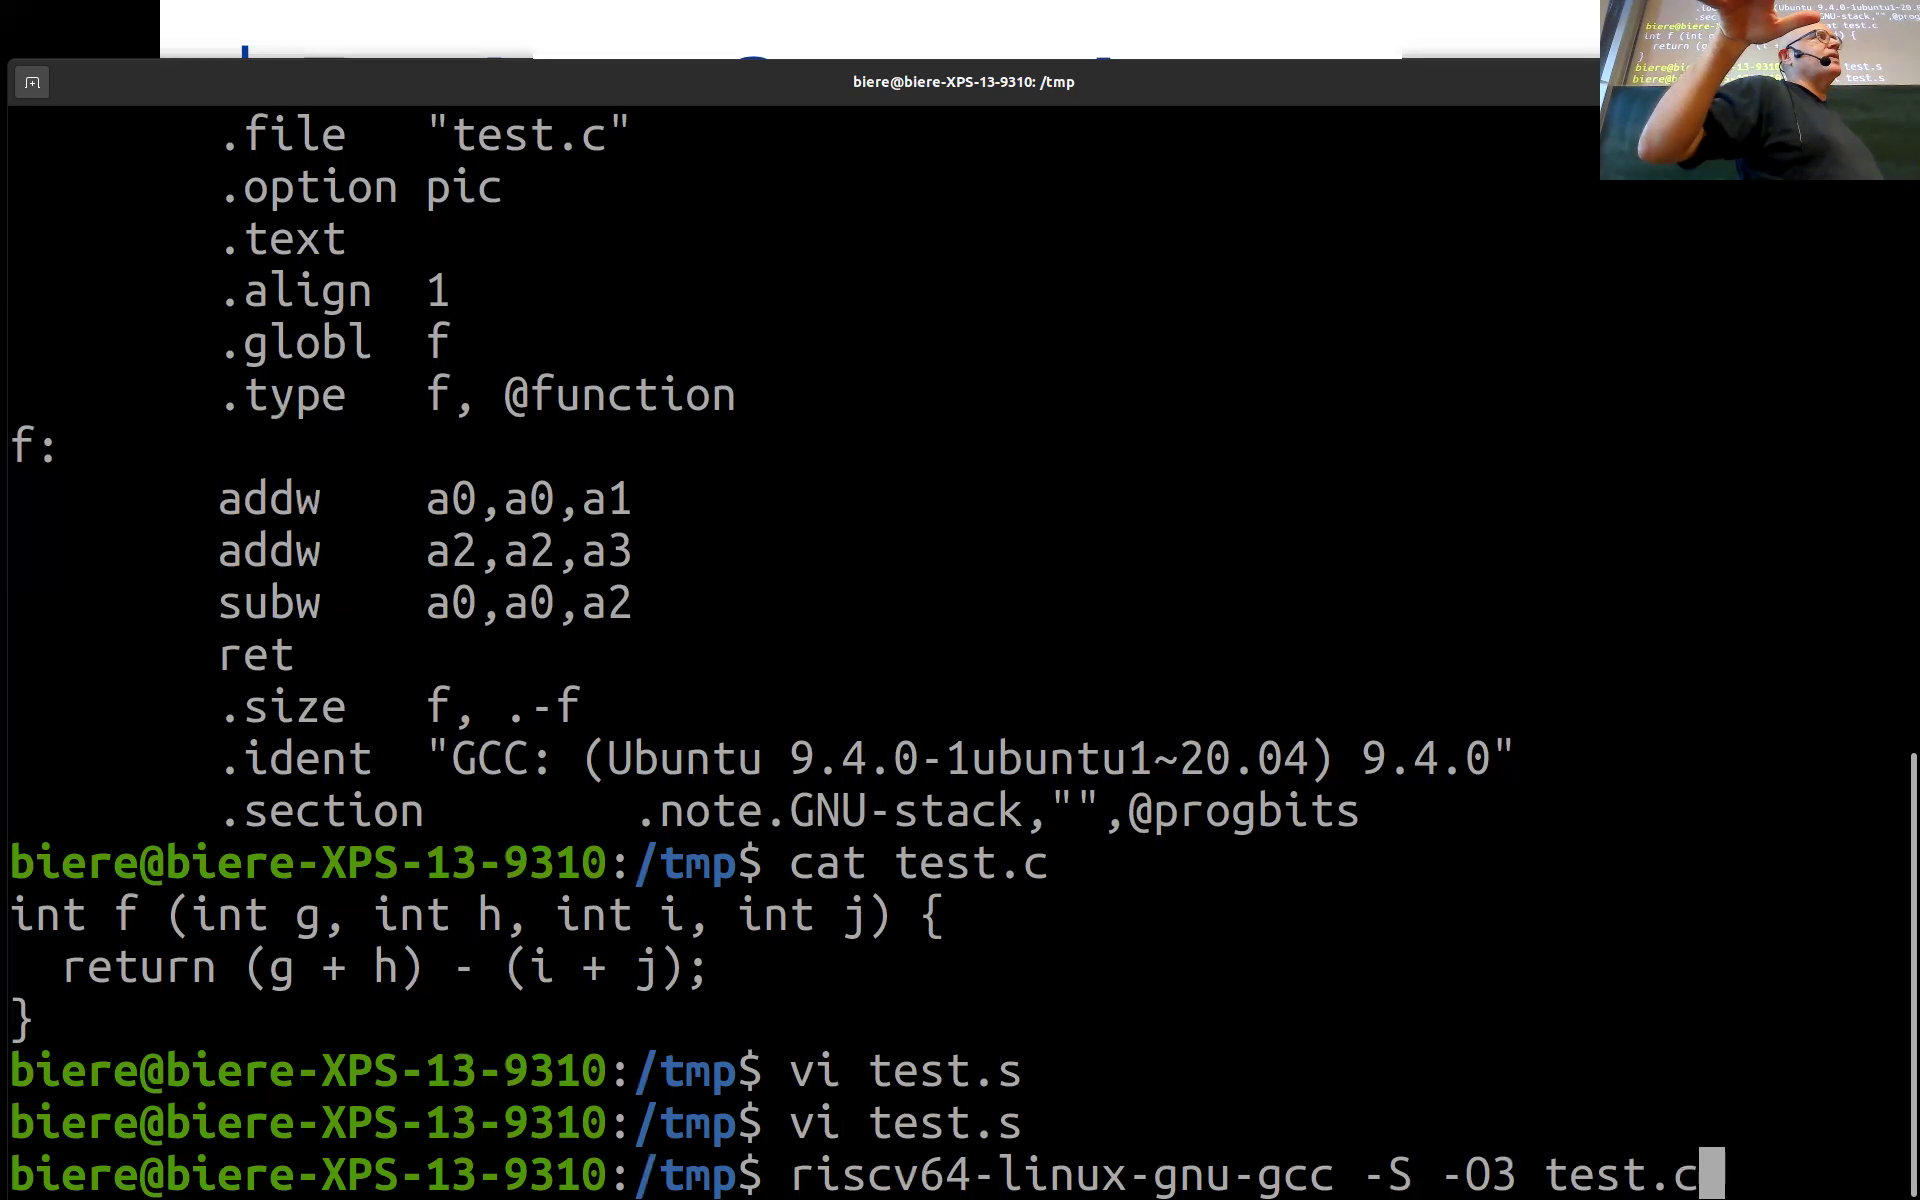 biere@biere-XPS-13-9310: /tmp
.file "test.c"
.option pic
.text
.align 1
.globl f
.type f, @function
f:
addw a0,a0,a1
addw a2,a2,a3
subw a0,a0,a2
ret
.size f, .-f
.ident "GCC: (Ubuntu 9.4.0-1ubuntu1~20.04) 9.4.0"
.section .note.GNU-stack,"",@progbits
biere@biere-XPS-13-9310:/tmp$ cat test.c
int f (int g, int h, int i, int j) {
return (g + h) - (i + j);
}
biere@biere-XPS-13-9310:/tmp$ vi test.s
biere@biere-XPS-13-9310:/tmp$ vi test.s
biere@biere-XPS-13-9310:/tmp$ riscv64-linux-gnu-gcc -S -O3 test.c